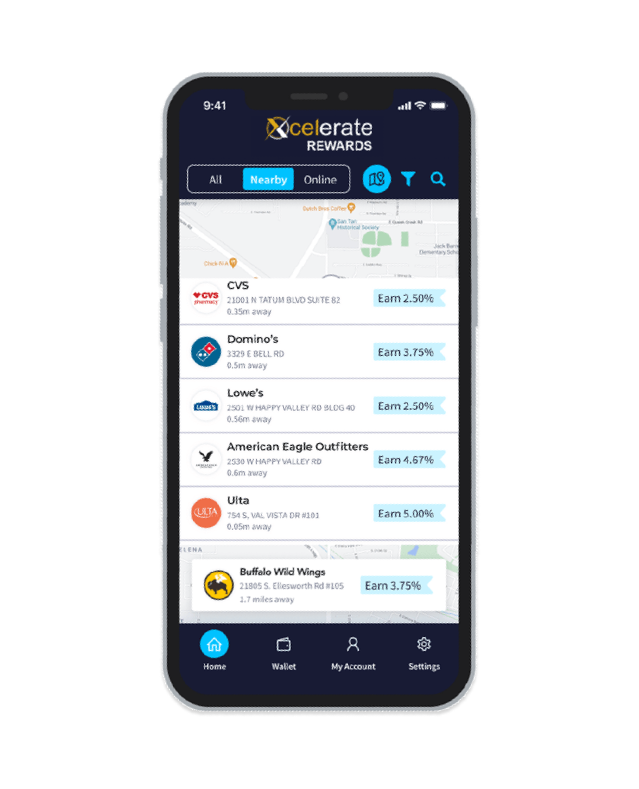 9:41
Xcelerate
REWARDS
All
Nearby
Online
Dutch Bros Coffee
San Tan
Historical Society
Jack Barn
Elementary Scho
Chick-fil-A
CVS
21001 N TATUM BLVD SUITE 82
0.35m away
Earn 2.50%
CVS
pharmacy
Domino's
3329 E BELL RD
0.5m away
Earn 3.75%
Lowe's
2501 W HAPPY VALLEY RD BLDG 40
0.56m away
Earn 2.50%
LOWE'S
American Eagle Outfitters
2530 W HAPPY VALLEY RD
0.6m away
Earn 4.67%
Ulta
754 S, VAL VISTA DR #101
0.05m away
Earn 5.00%
ULTA
ELENA
Buffalo Wild Wings
21805 S. Ellesworth Rd #105
1.7 miles away
Earn 3.75%
Home
Wallet
My Account
Settings